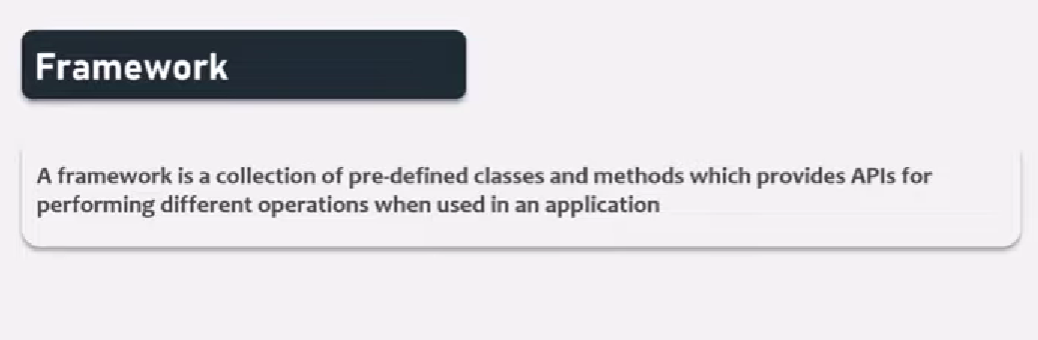 Framework
A framework is a collection of pre-defined classes and methods which provides APIs for
performing different operations when used in an application